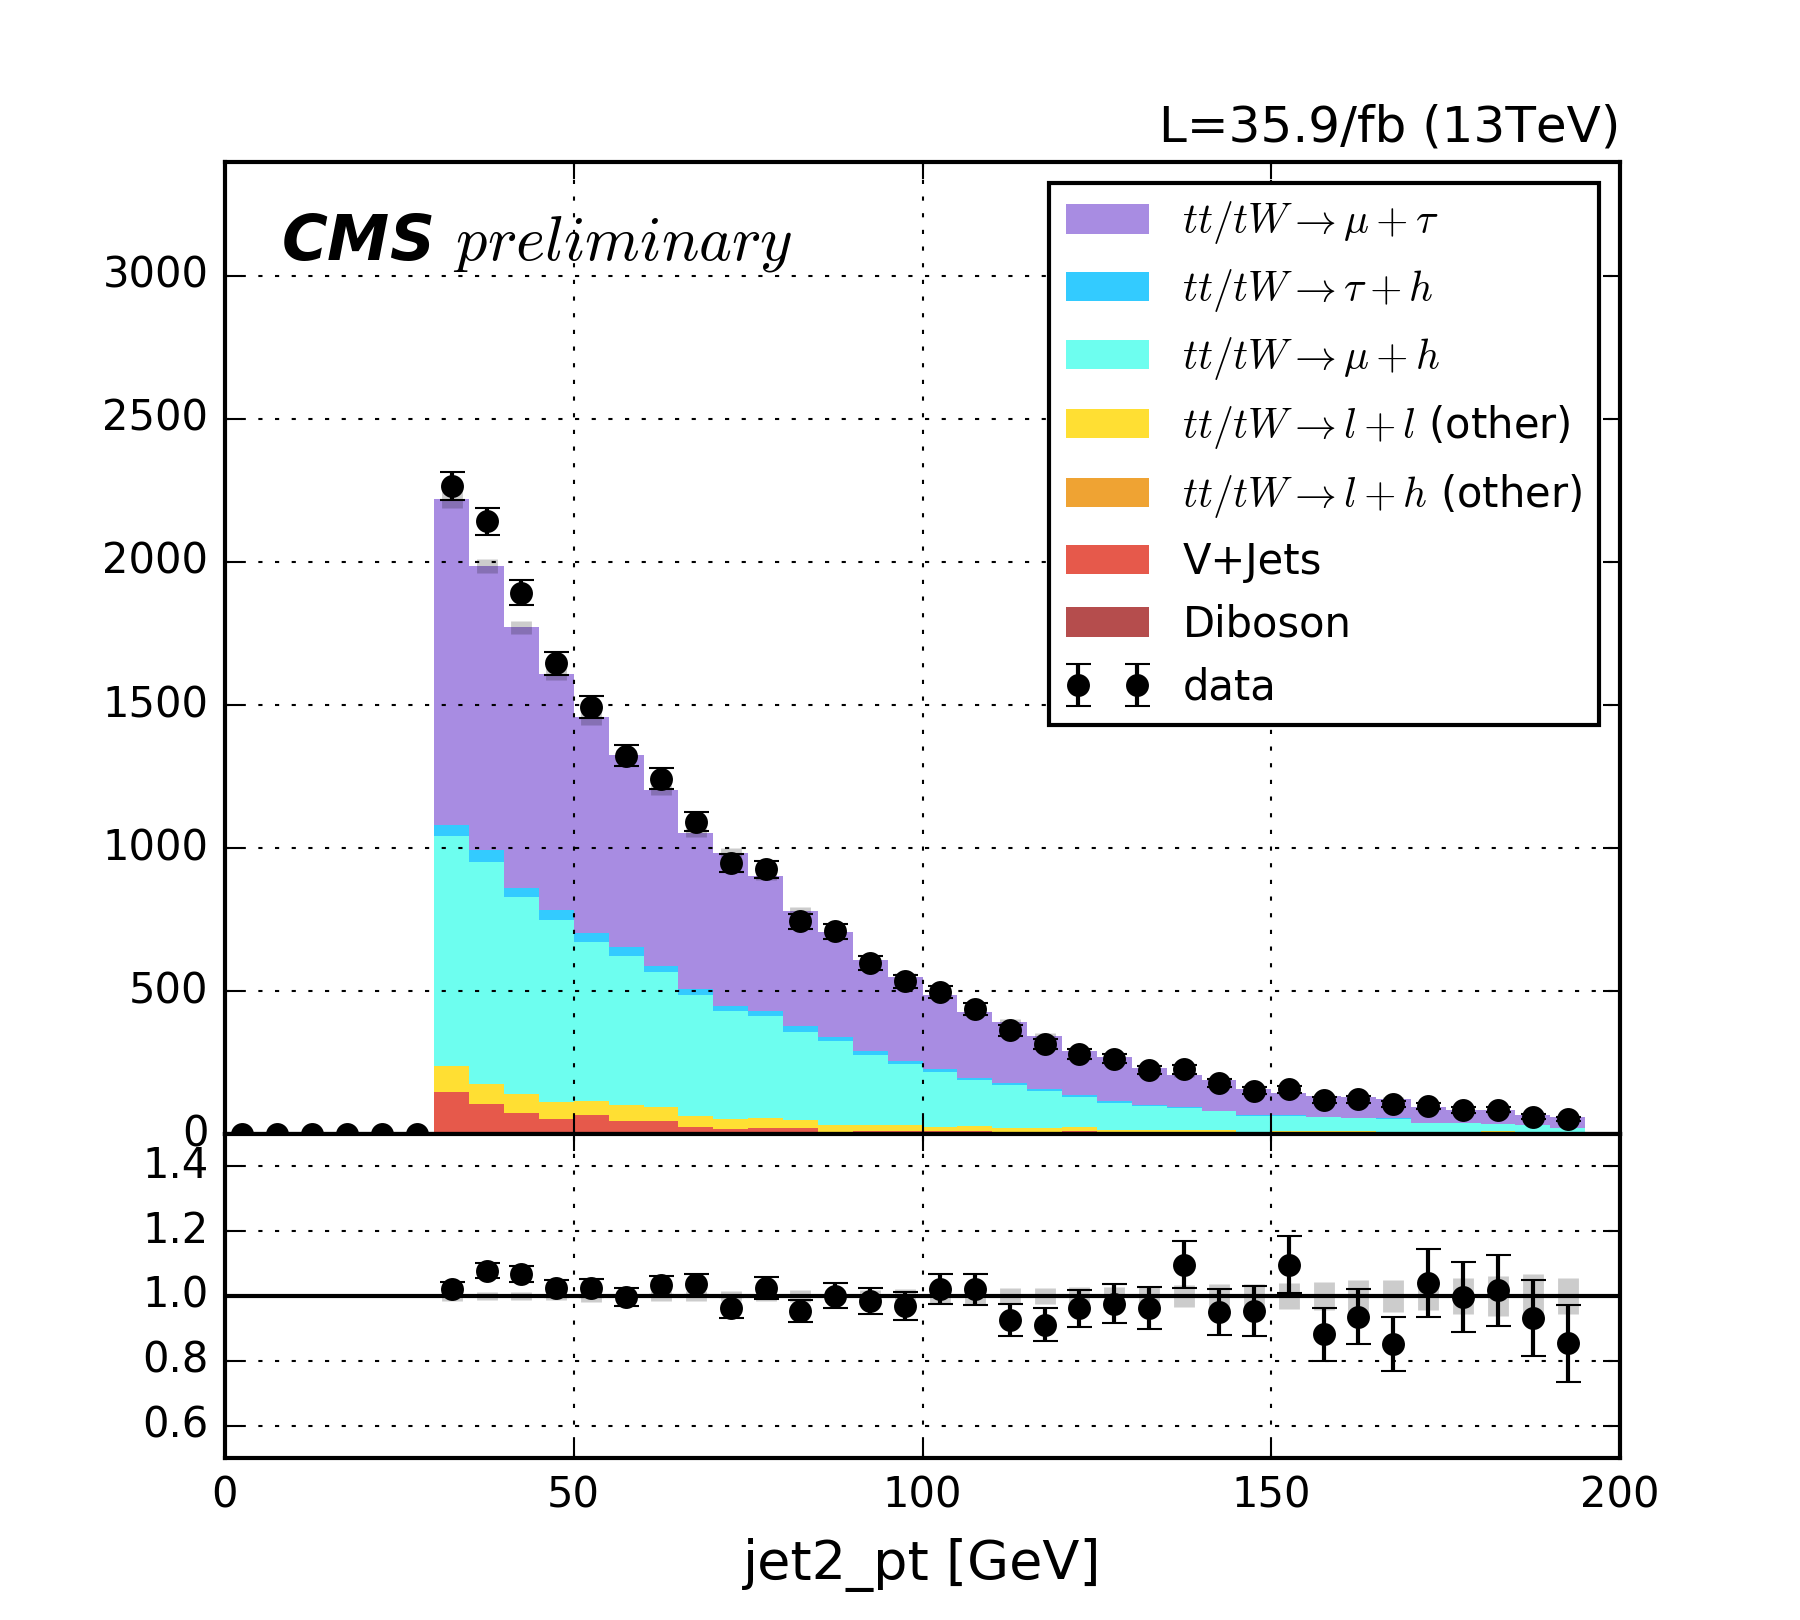 L=35.9/fb (13TeV)
CMS preliminary
tt/tW → μ + τ
tt/tW → τ + h
tt/tW → μ + h
tt/tW → l + l (other)
tt/tW → l + h (other)
V+Jets
Diboson
data
3000
2500
2000
1500
1000
500
0
1.4
1.2
1.0
0.8
0.6
0 50 100 150 200
jet2_pt [GeV]